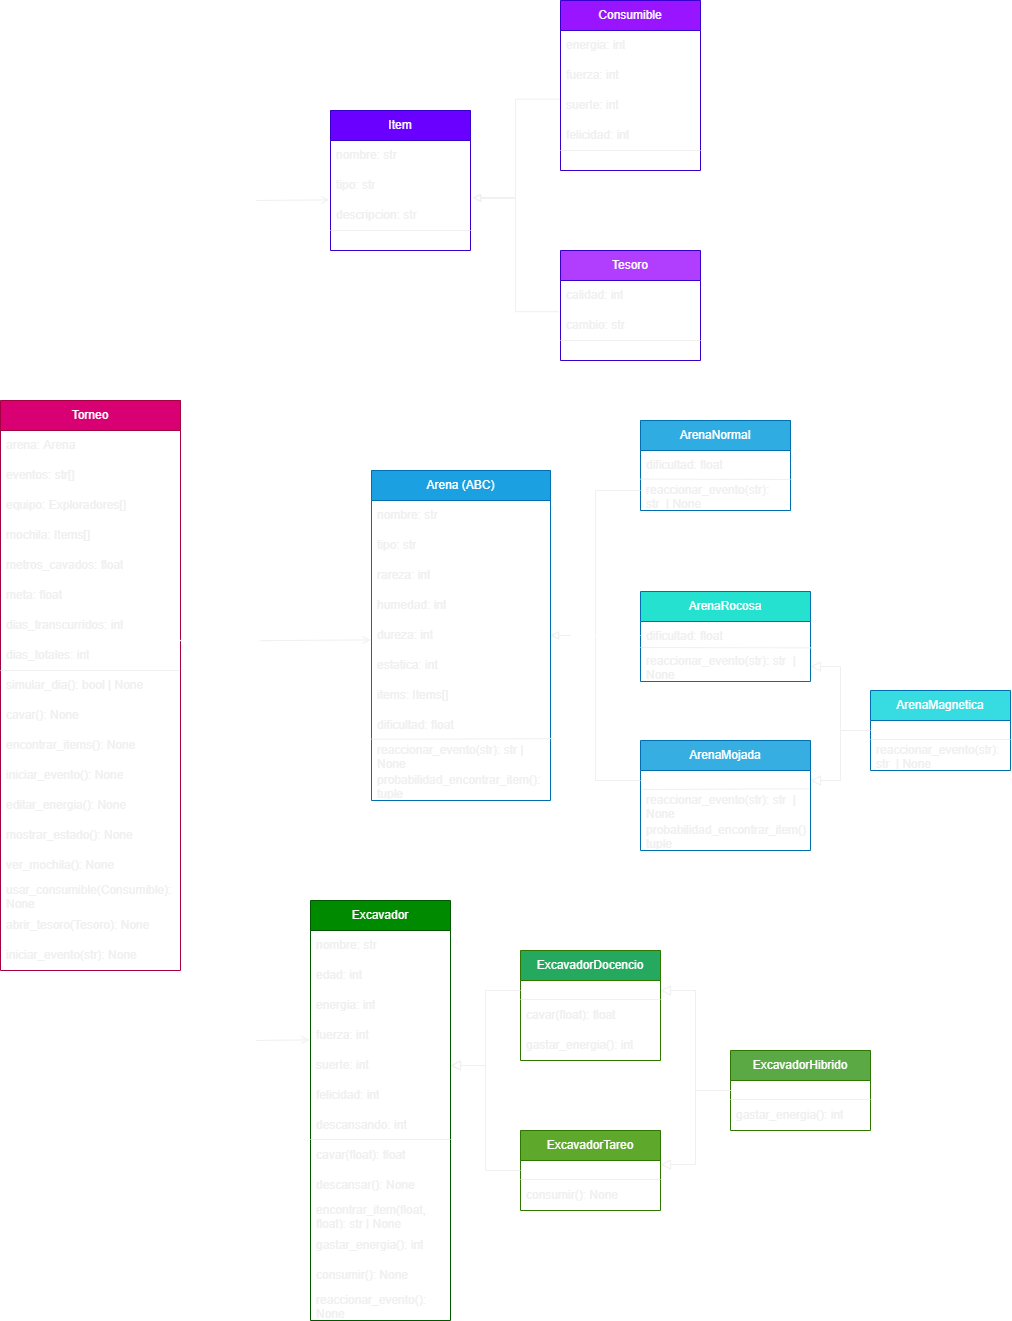 Consumible
energia: int
fuerza: int
suerte: int
felicidad: int
Item
nombre: str
tipo: str
descripcion: str
Tesoro
calidad: int
cambio: str
Torneo
arena: Arena
eventos: str[]
equipo: Exploradores[]
mochila: Items[]
metros_cavados: float
meta: float
dias_transcurridos: int
dias_totales: int
simular_dia(): bool | None
cavar(): None
encontrar_items(): None
iniciar_evento(): None
editar_energia(): None
mostrar_estado(): None
ver_mochila(): None
usar_consumible(Consumible):
None
abrir_tesoro(Tesoro): None
iniciar_evento(str): None
Arena (ABC)
nombre: str
tipo: str
rareza: int
humedad: int
dureza: int
estatica: int
items: Items[]
dificultad: float
reaccionar_evento(str): str |
None
probabilidad_encontrar_item():
tuple
ArenaNormal
dificultad: float
reaccionar_evento(str):
str | None
ArenaRocosa
dificultad: float
reaccionar_evento(str): str |
None
ArenaMojada
reaccionar_evento(str): str |
None
probabilidad_encontrar_item()
tuple
ArenaMagnetica
reaccionar_evento(str):
str | None
Excavador
nombre: str
edad: int
energia: int
fuerza: int
suerte: int
felicidad: int
descansando: int
cavar(float): float
descansar(): None
encontrar_item(float,
float): str | None
gastar_energia(): int
consumir(): None
reaccionar_evento():
None
ExcavadorDocencio
cavar(float): float
gastar_energia(): int
ExcavadorTareo
consumir(): None
ExcavadorHibrido
gastar_energia(): int